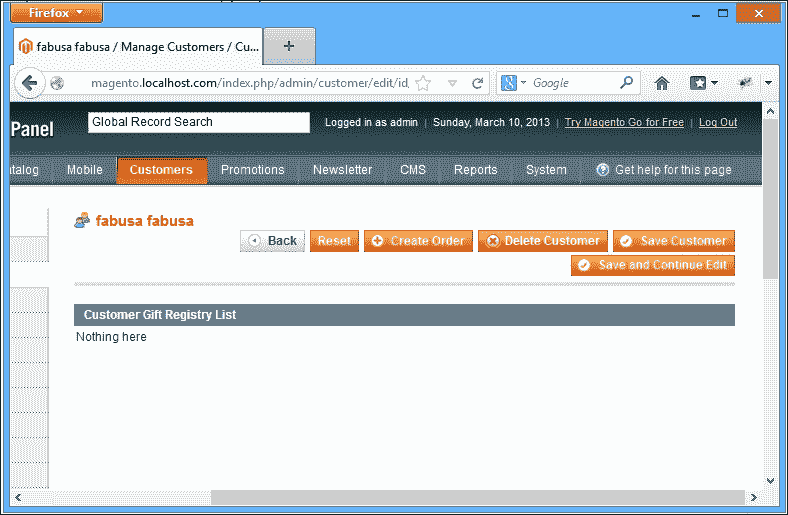 Firefox
fabusa fabusa / Manage Customers / Cu...
magento.localhost.com/index.php/admin/customer/edit/id,
Google
Panel
Global Record Search
Logged in as admin | Sunday, March 10, 2013 | Try Magento Go for Free | Log Out
atalog Mobile Customers Promotions Newsletter CMS Reports System Get help for this page
fabusa fabusa
Back Reset Create Order Delete Customer Save Customer
Save and Continue Edit
Customer Gift Registry List
Nothing here